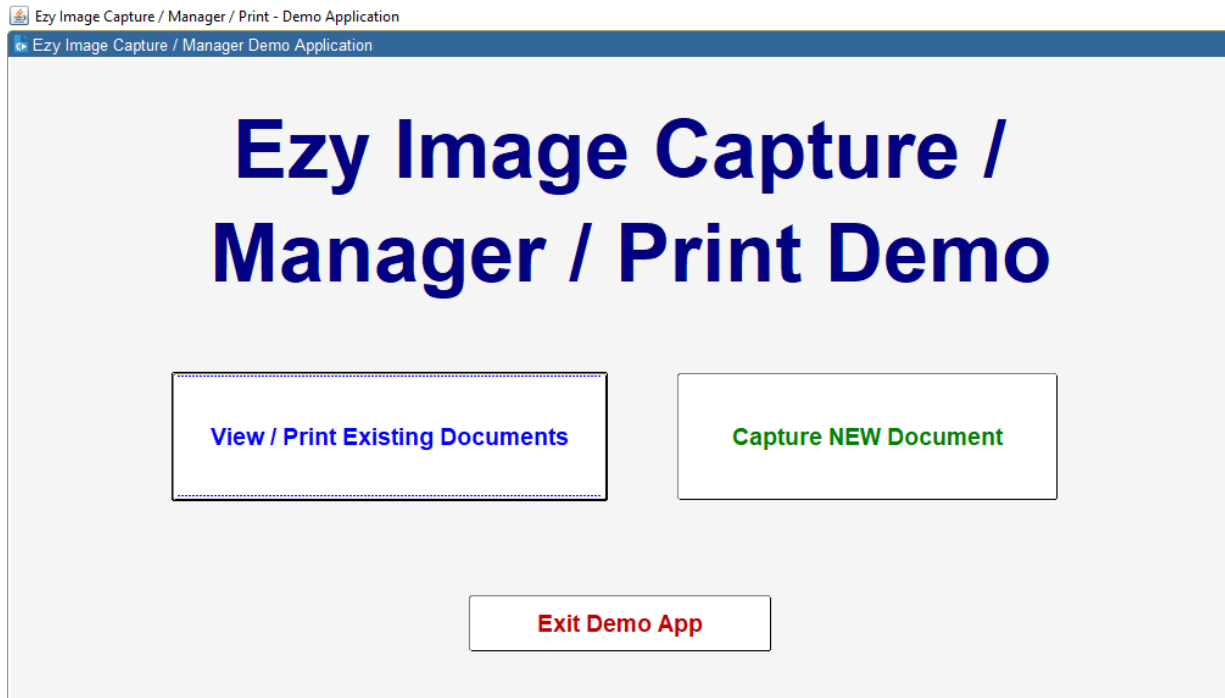 Ezy Image Capture / Manager / Print - Demo Application
Ezy Image Capture / Manager Demo Application
Ezy Image Capture /
Manager / Print Demo
View / Print Existing Documents
Capture NEW Document
Exit Demo App